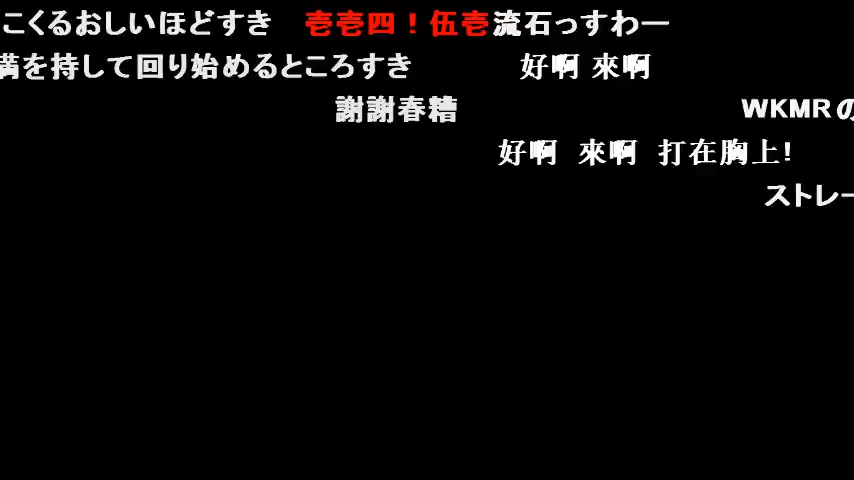 こくるおしいほどすき 壱壱四！伍壱 流石っすわー
満を持して回り始めるところすき 好啊 來啊
謝謝春糟 WKMRの
好啊 來啊 打在胸上!
ストレー